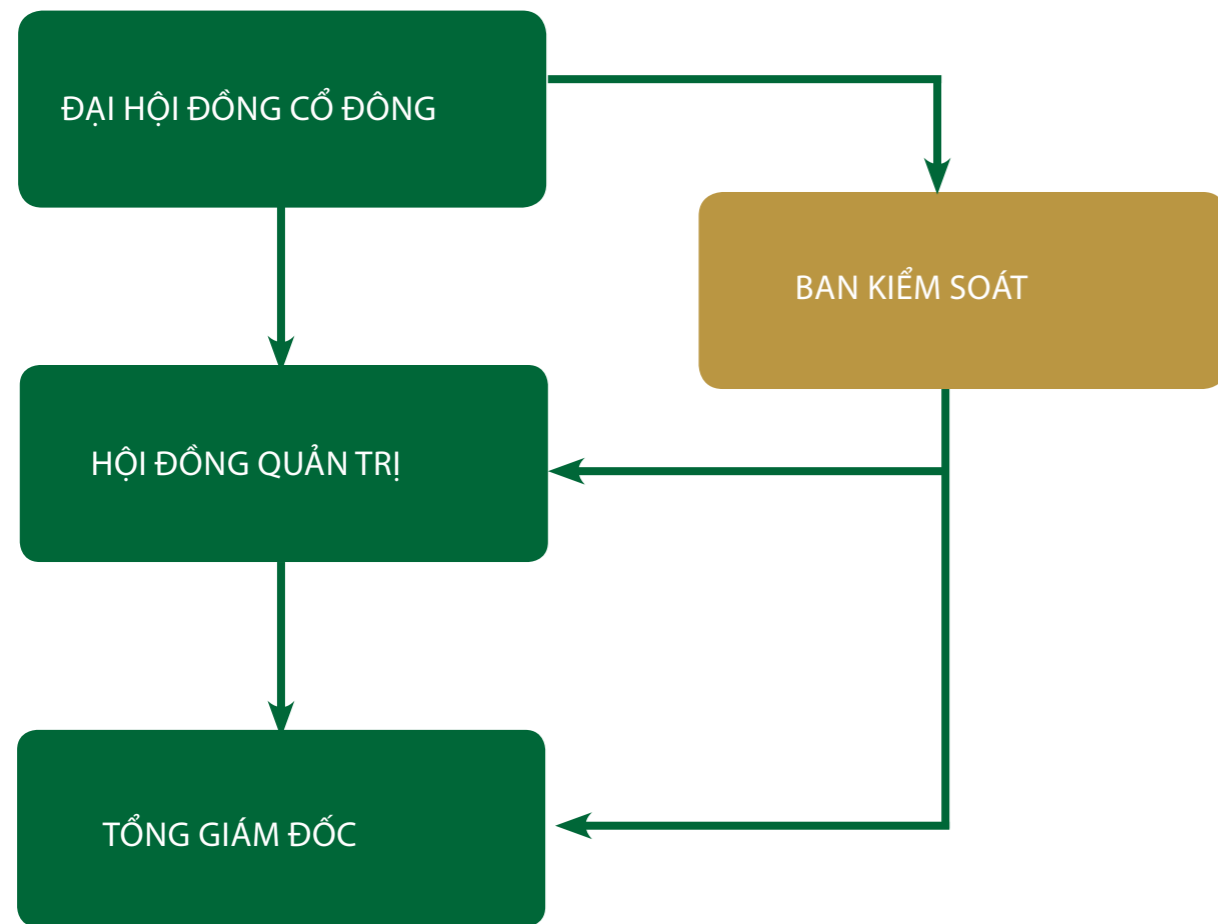 ĐẠI HỘI ĐỒNG CỔ ĐÔNG
BAN KIỂM SOÁT
HỘI ĐỒNG QUẢN TRỊ
TỔNG GIÁM ĐỐC